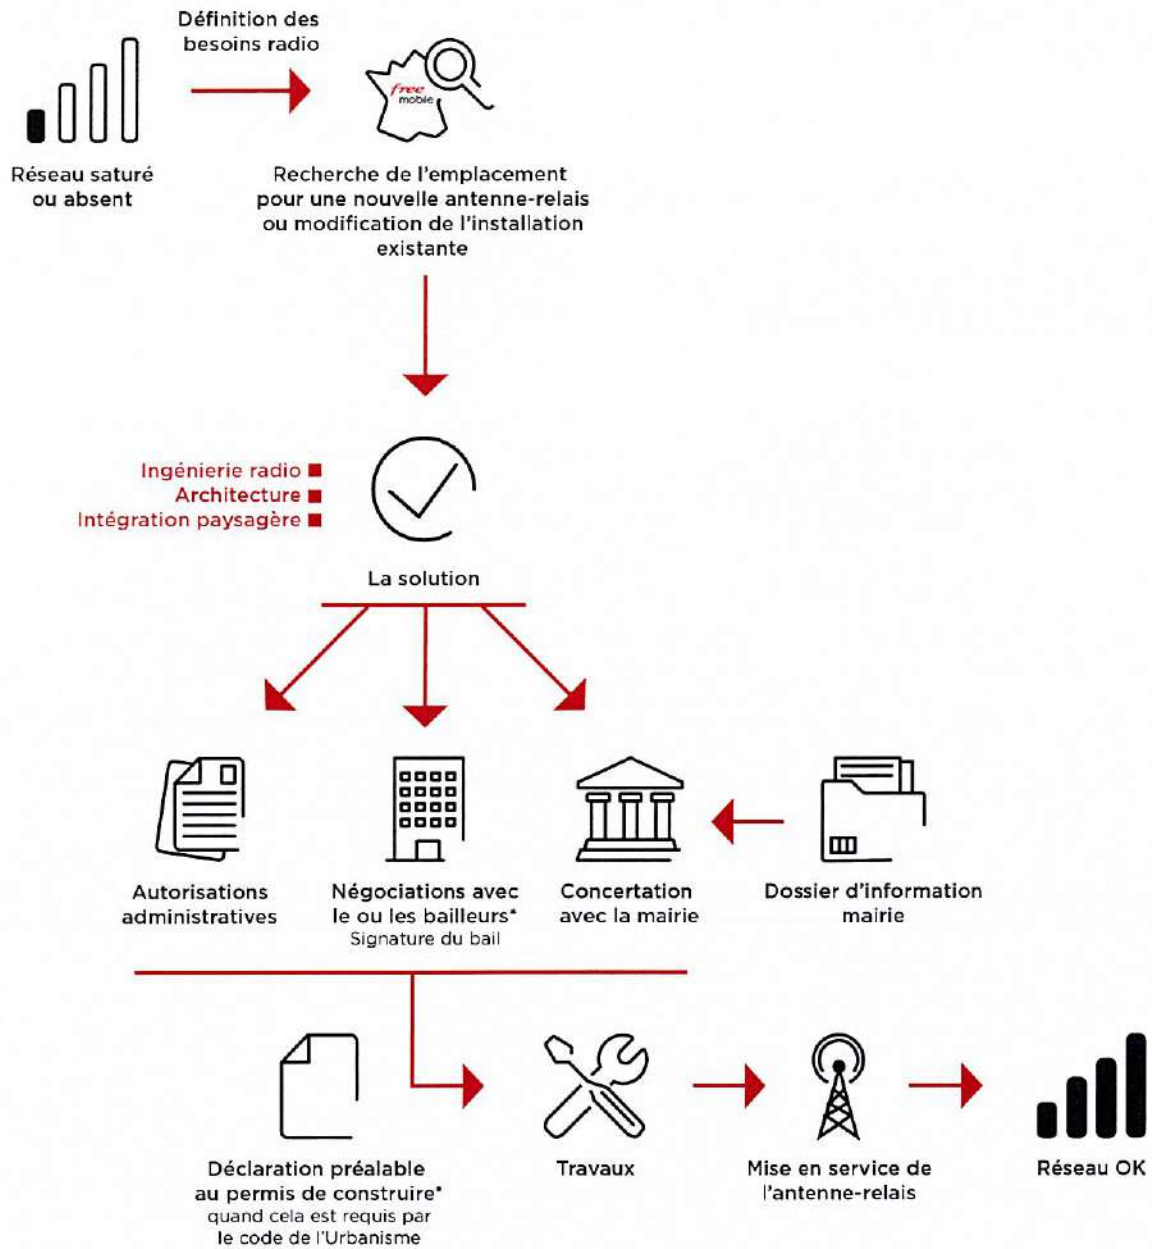 Définition des
besoins radio
free
mobile
Réseau saturé
ou absent
Recherche de l'emplacement
pour une nouvelle antenne-relais
ou modification de l'installation
existante
Ingénierie radio
Architecture
Intégration paysagère
La solution
Autorisations
administratives
Négociations avec
le ou les bailleurs*
Signature du bail
Concertation
avec la mairie
Dossier d'information
mairie
Déclaration préalable
au permis de construire*
quand cela est requis par
le code de l'Urbanisme
Travaux
Mise en service de
l'antenne-relais
Réseau OK